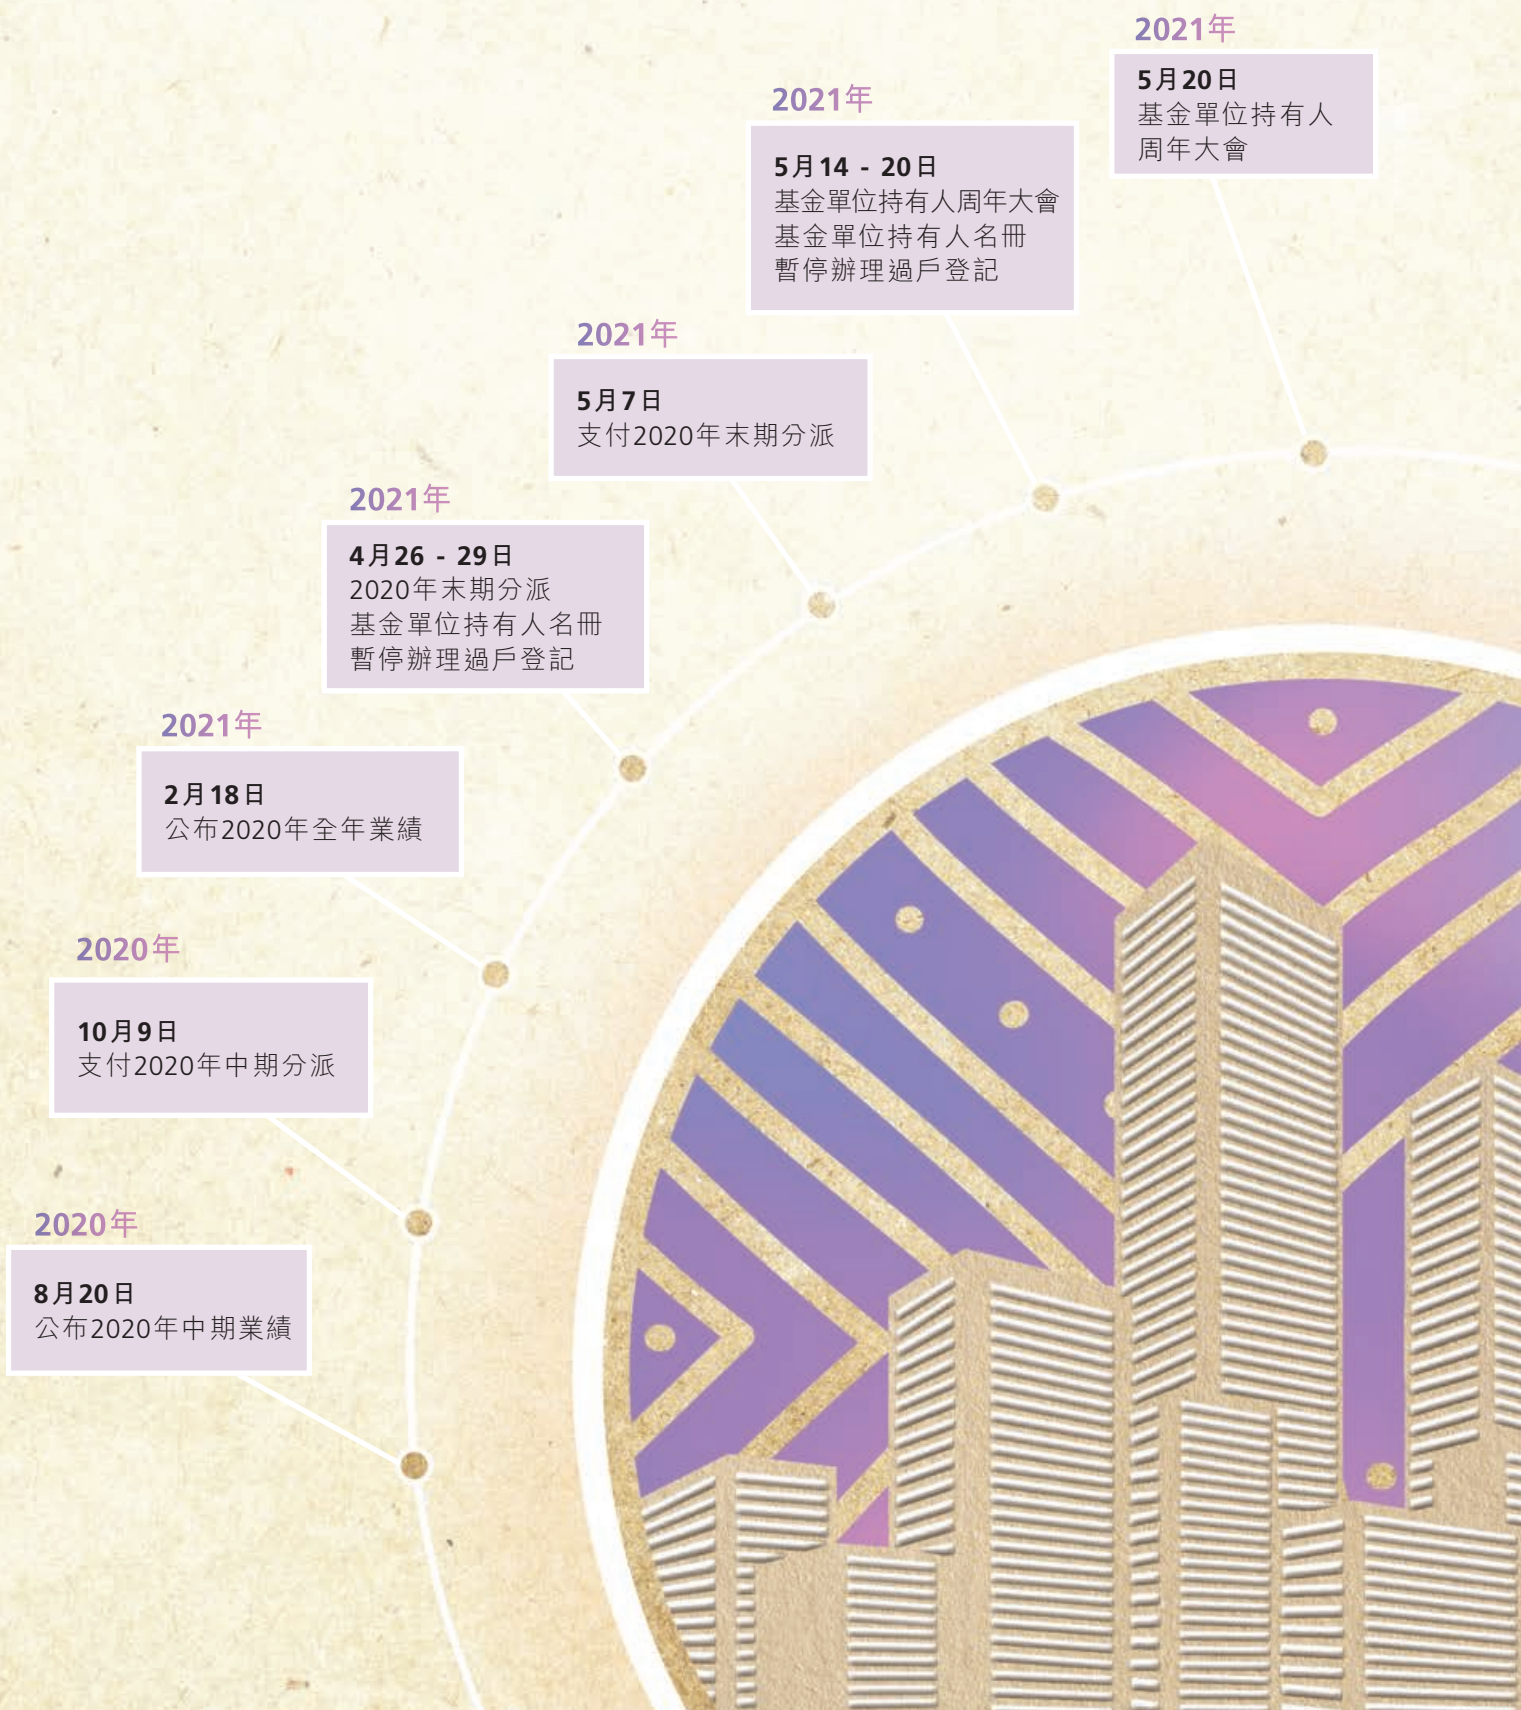 2021年
5月20日
基金單位持有人
周年大會
2021年
5月14 - 20日
基金單位持有人周年大會
基金單位持有人名冊
暫停辦理過戶登記
2021年
5月7日
支付2020年末期分派
2021年
4月26 - 29日
2020年末期分派
基金單位持有人名冊
暫停辦理過戶登記
2021年
2月18日
公布2020年全年業績
2020年
10月9日
支付2020年中期分派
2020年
8月20日
公布2020年中期業績